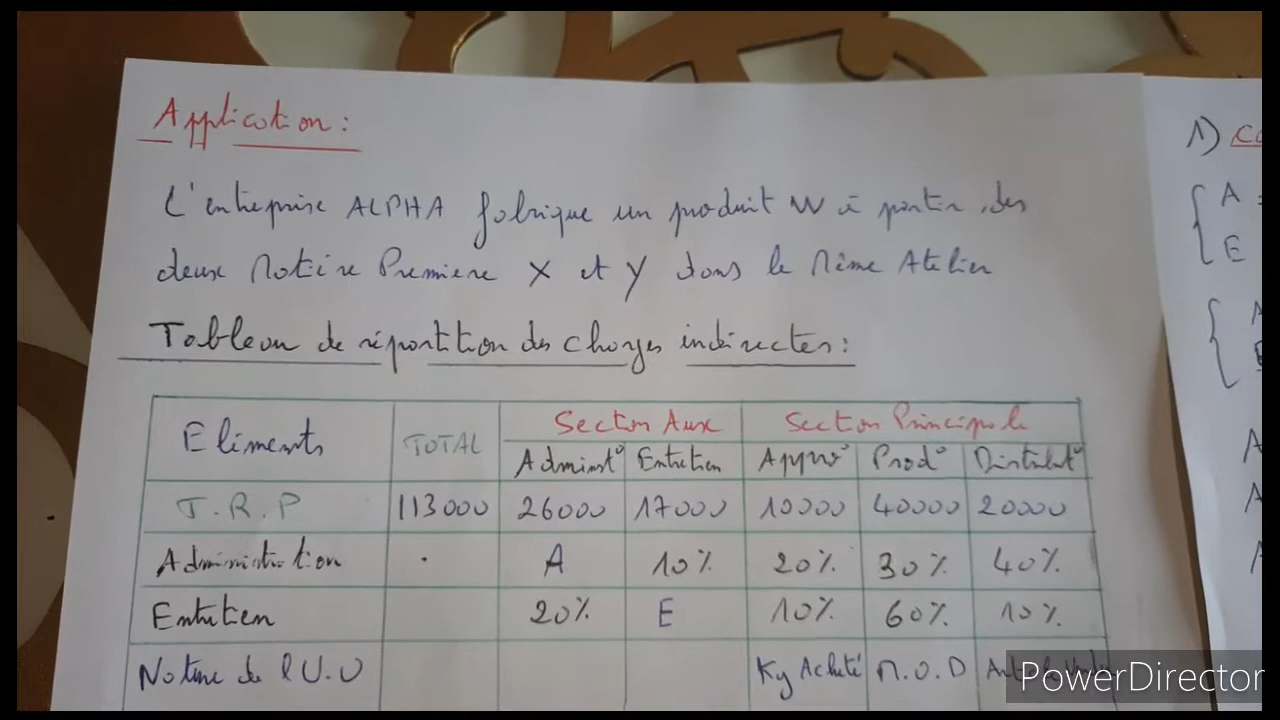 Application :
L'entreprise ALPHA fabrique un produit W à partir des
deux Matière Première X et Y dans le Même Atelier
Tableau de répartition des charges indirectes :
Eléments TOTAL Section Aux Section Principale
Administ° Entretien Appro° Prod° Distribut°
T.R.P 113000 26000 17000 10000 40000 20000
Administration . A 10% 20% 30% 40%
Entretien 20% E 10% 60% 10%
Nature de l'U.O Kg Acheté M.O.D
1)
A =
E
A
E
A
A
A
PowerDirector